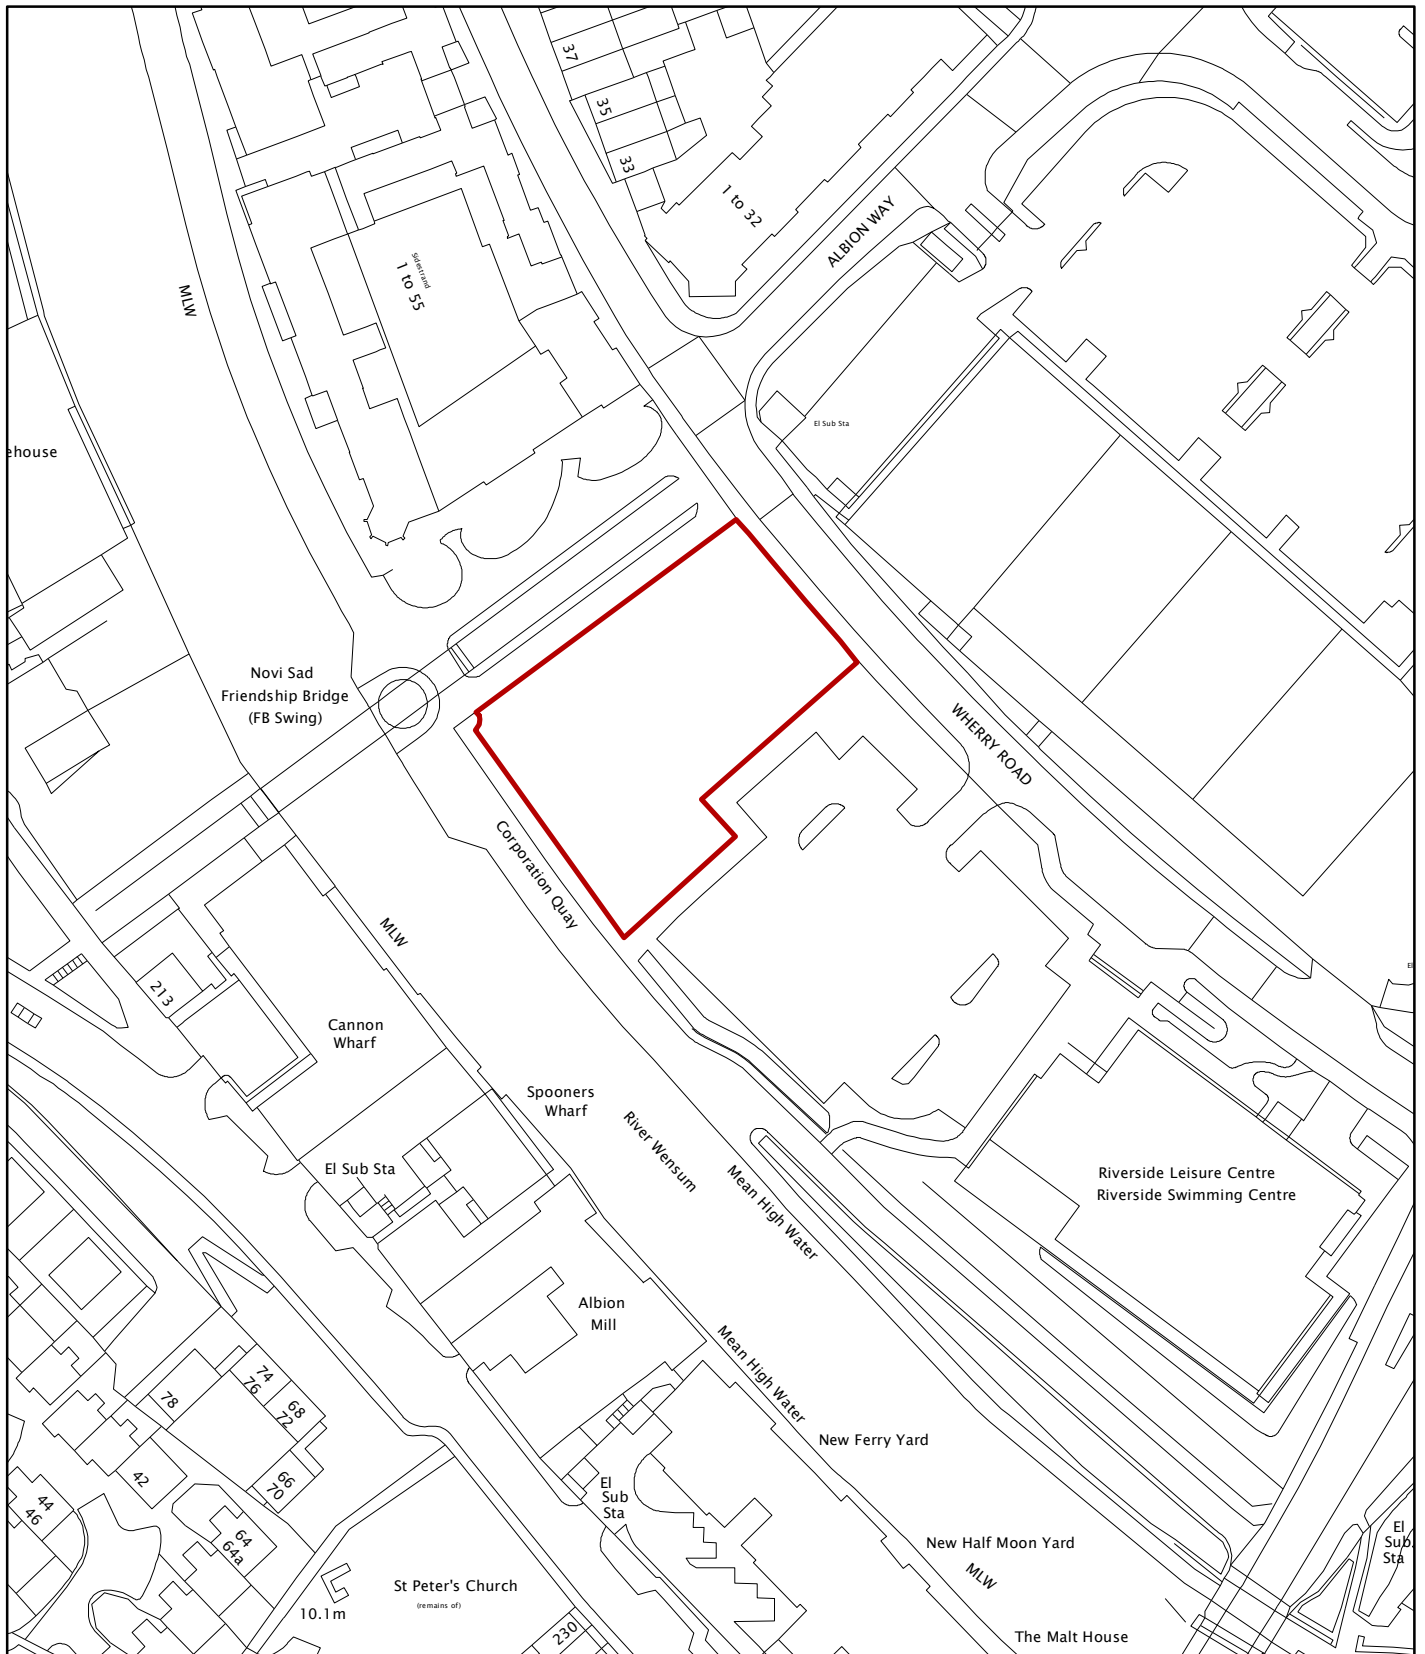 37
35
33
1 to 32
ALBION WAY
Sidestrand
1 to 55
MLW
El Sub Sta
ehouse
Novi Sad
Friendship Bridge
(FB Swing)
WHERRY ROAD
Corporation Quay
MLW
El
213
Cannon
Wharf
Spooners
Wharf
River Wensum
El Sub Sta
Mean High Water
Riverside Leisure Centre
Riverside Swimming Centre
Albion
Mill
Mean High Water
74
76
78
68
72
New Ferry Yard
42
66
70
El
Sub
Sta
44
46
64
64a
New Half Moon Yard
El
Sub
Sta
MLW
St Peter's Church
(remains of)
10.1m
230
The Malt House